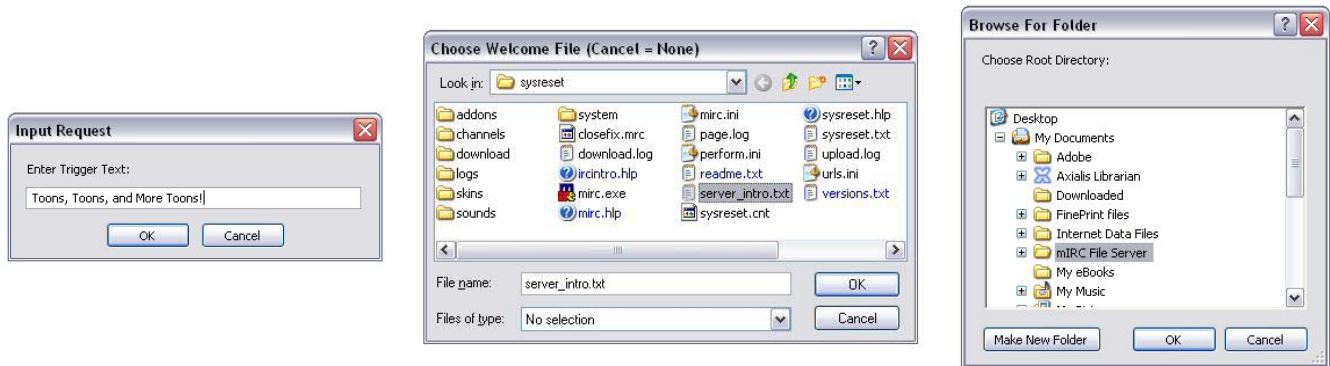 Input Request
Enter Trigger Text:
Toons, Toons, and More Toons!
OK Cancel
Choose Welcome File (Cancel = None)
Look in: sysreset
addons system mirc.ini sysreset.hlp
channels closefix.mrc page.log sysreset.txt
download download.log perform.ini upload.log
logs ircintro.hlp readme.txt urls.ini
skins mirc.exe server_intro.txt versions.txt
sounds mirc.hlp sysreset.cnt
File name: server_intro.txt OK
Files of type: No selection Cancel
Browse For Folder
Choose Root Directory:
Desktop
My Documents
Adobe
Axialis Librarian
Downloaded
FinePrint files
Internet Data Files
mIRC File Server
My eBooks
My Music
Make New Folder OK Cancel